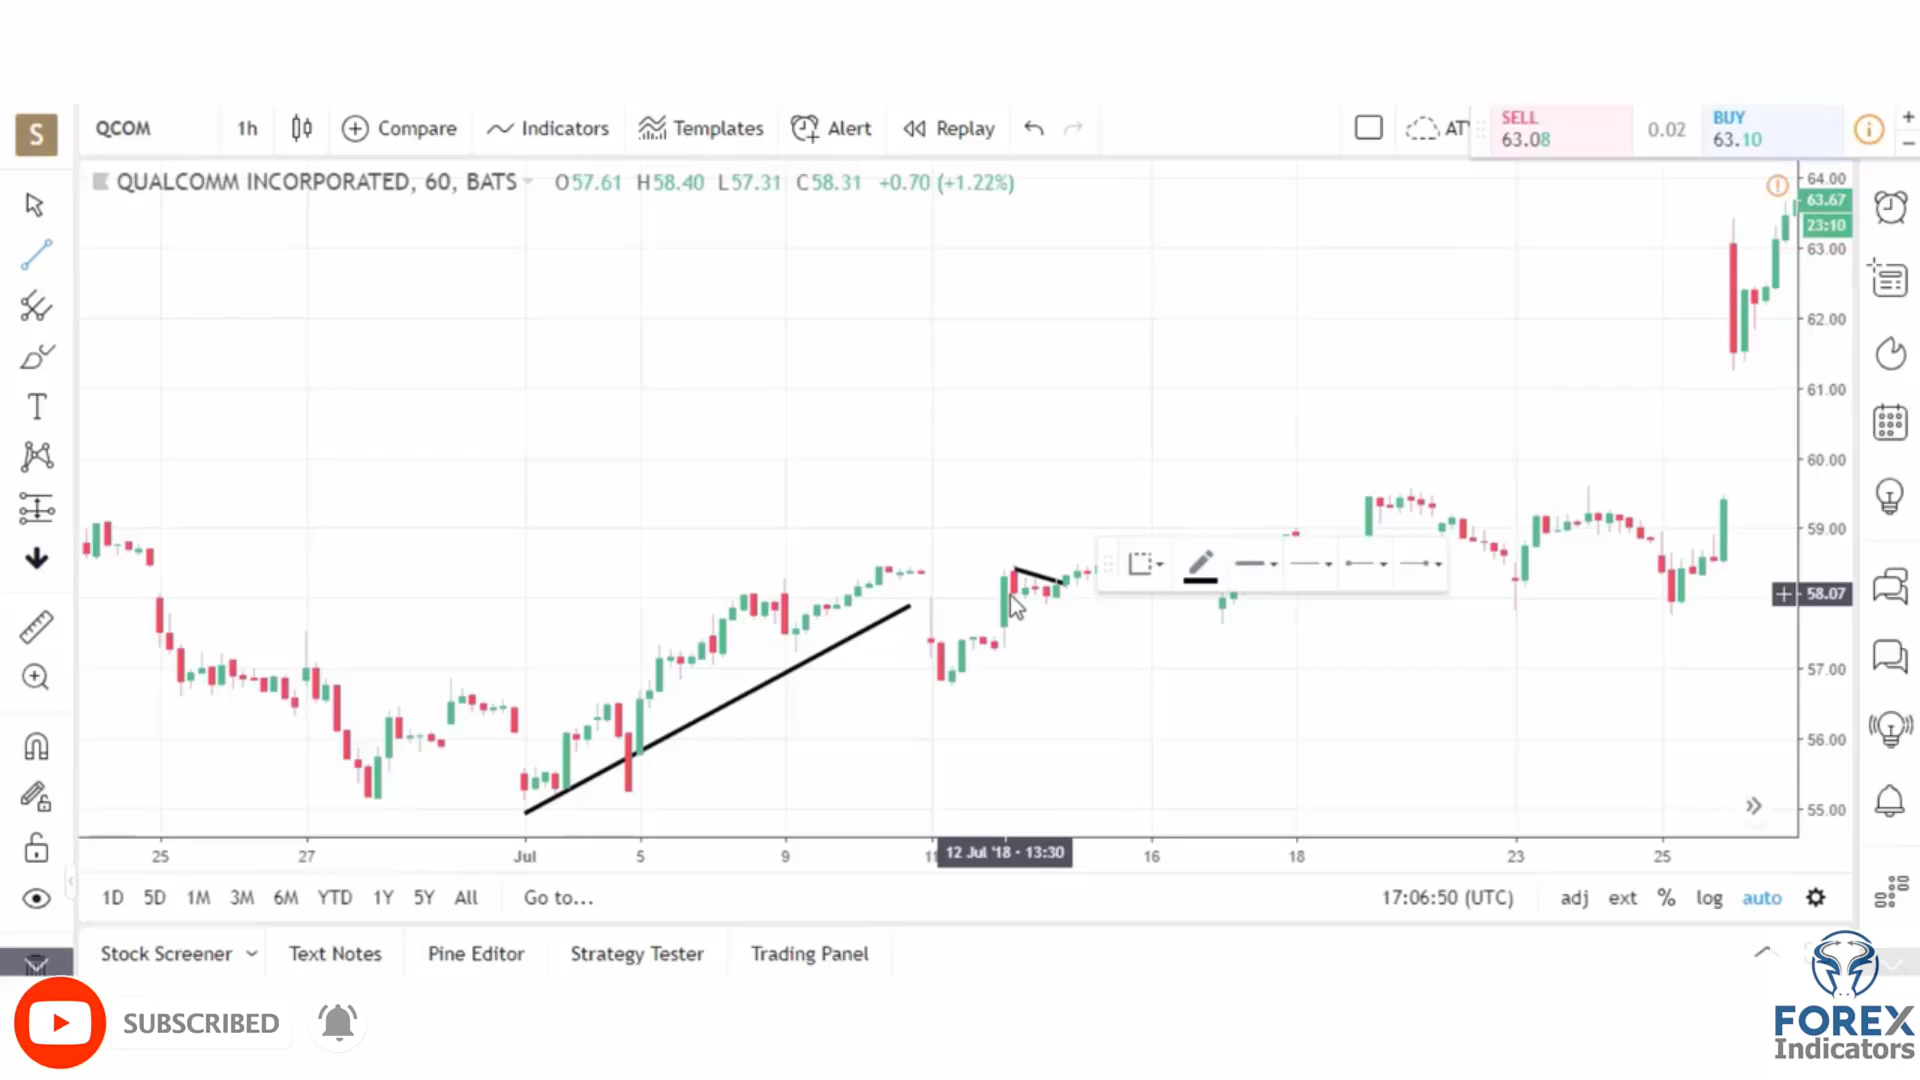 S
QCOM 1h Compare Indicators Templates Alert Replay
SELL
63.08
0.02
BUY
63.10
QUALCOMM INCORPORATED, 60, BATS O57.61 H58.40 L57.31 C58.31 +0.70 (+1.22%)
64.00
63.67
23:10
63.00
62.00
61.00
60.00
59.00
58.07
57.00
56.00
55.00
25 27 Jul 5 9 11 12 Jul '18 - 13:30 16 18 23 25
1D 5D 1M 3M 6M YTD 1Y 5Y All Go to... 17:06:50 (UTC) adj ext % log auto
Stock Screener Text Notes Pine Editor Strategy Tester Trading Panel
SUBSCRIBED
FOREX
Indicators